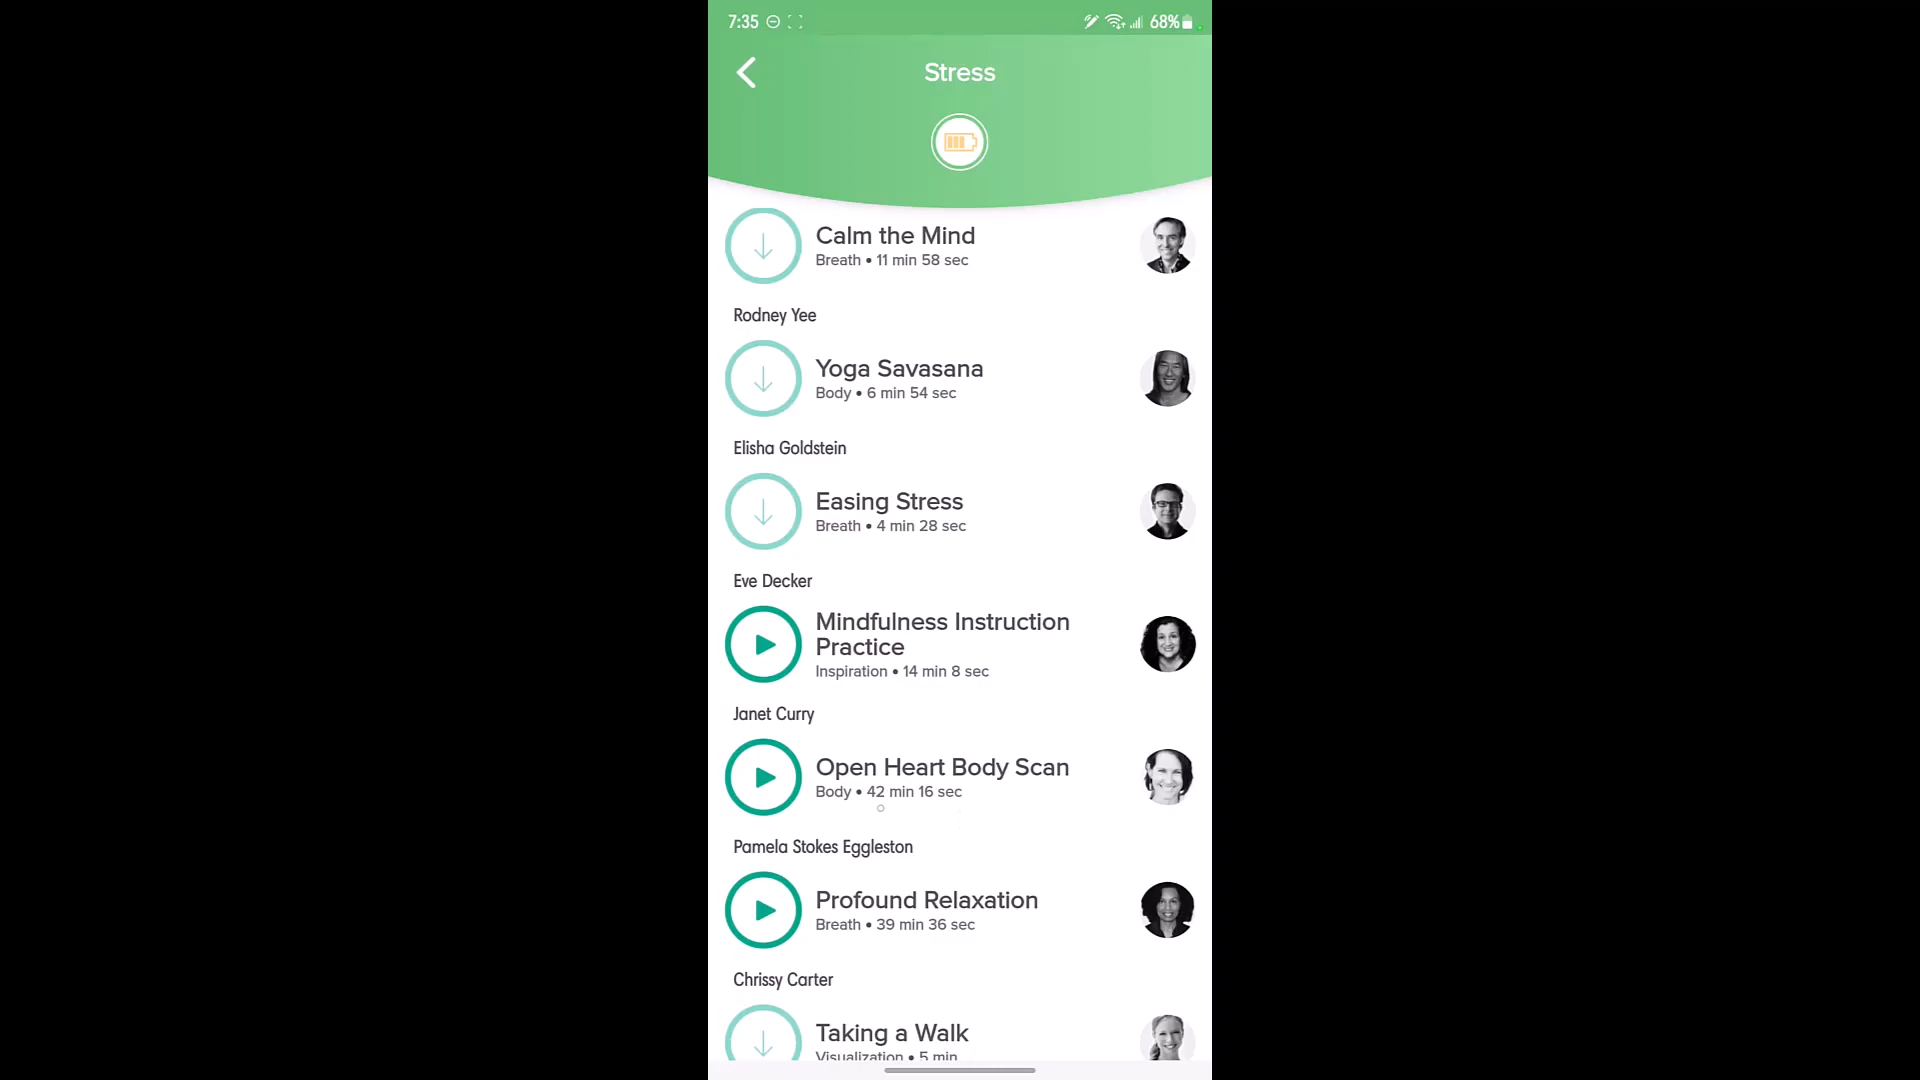 7:35
68%
Stress
Calm the Mind
Breath • 11 min 58 sec
Rodney Yee
Yoga Savasana
Body • 6 min 54 sec
Elisha Goldstein
Easing Stress
Breath • 4 min 28 sec
Eve Decker
Mindfulness Instruction
Practice
Inspiration • 14 min 8 sec
Janet Curry
Open Heart Body Scan
Body • 42 min 16 sec
Pamela Stokes Eggleston
Profound Relaxation
Breath • 39 min 36 sec
Chrissy Carter
Taking a Walk
Visualization • 5 min